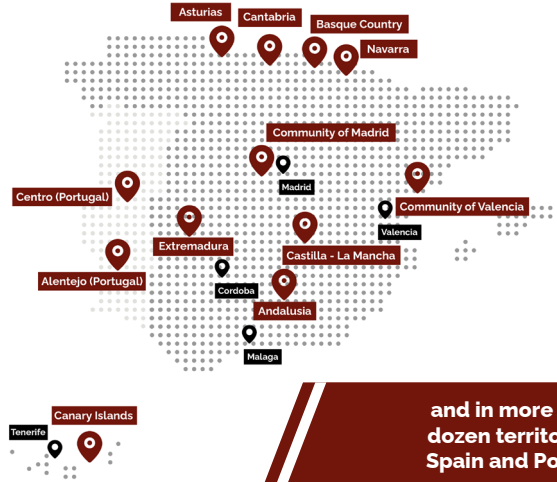 Asturias
Cantabria
Basque Country
Navarra
Community of Madrid
Madrid
Centro (Portugal)
Community of Valencia
Valencia
Extremadura
Castilla - La Mancha
Alentejo (Portugal)
Cordoba
Andalusia
Malaga
Canary Islands
Tenerife
and in more
dozen territo
Spain and Po